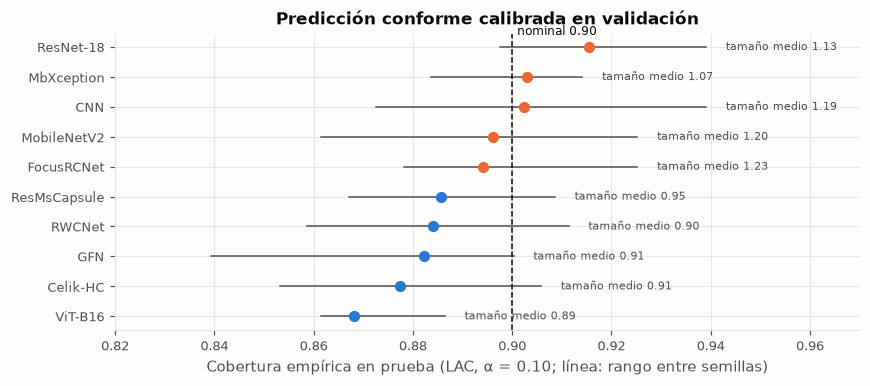 Predicción conforme calibrada en validación
nominal 0.90
ResNet-18 tamaño medio 1.13
MbXception tamaño medio 1.07
CNN tamaño medio 1.19
MobileNetV2 tamaño medio 1.20
FocusRCNet tamaño medio 1.23
ResMsCapsule tamaño medio 0.95
RWCNet tamaño medio 0.90
GFN tamaño medio 0.91
Celik-HC tamaño medio 0.91
ViT-B16 tamaño medio 0.89
0.82 0.84 0.86 0.88 0.90 0.92 0.94 0.96
Cobertura empírica en prueba (LAC, α = 0.10; línea: rango entre semillas)